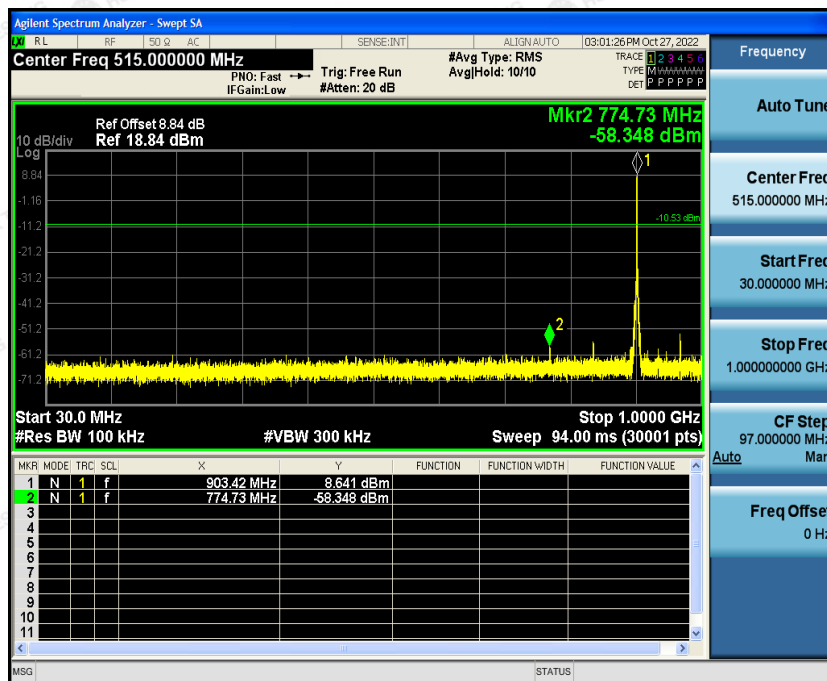 Agilent Spectrum Analyzer - Swept SA
LXI RL RF 50 Ω AC SENSE:INT ALIGN AUTO 03:01:26 PM Oct 27, 2022
Center Freq 515.000000 MHz
PNO: Fast
IFGain:Low
Trig: Free Run
#Atten: 20 dB
#Avg Type: RMS
Avg|Hold: 10/10
TRACE 1 2 3 4 5 6
TYPE M
DET P P P P P P
Frequency
Auto Tune
Center Freq
515.000000 MHz
Start Freq
30.000000 MHz
Stop Freq
1.000000000 GHz
CF Step
97.000000 MHz
Auto Man
Freq Offset
0 Hz
Mkr2 774.73 MHz
-58.348 dBm
Ref Offset 8.84 dB
10 dB/div Ref 18.84 dBm
Log
1
8.84
-1.16
-10.53 dBm
-11.2
-21.2
-31.2
-41.2
-51.2
2
-61.2
-71.2
Start 30.0 MHz Stop 1.0000 GHz
#Res BW 100 kHz #VBW 300 kHz Sweep 94.00 ms (30001 pts)
MKR MODE TRC SCL X Y FUNCTION FUNCTION WIDTH FUNCTION VALUE
1 N 1 f 903.42 MHz 8.641 dBm
2 N 1 f 774.73 MHz -58.348 dBm
3
4
5
6
7
8
9
10
11
MSG STATUS